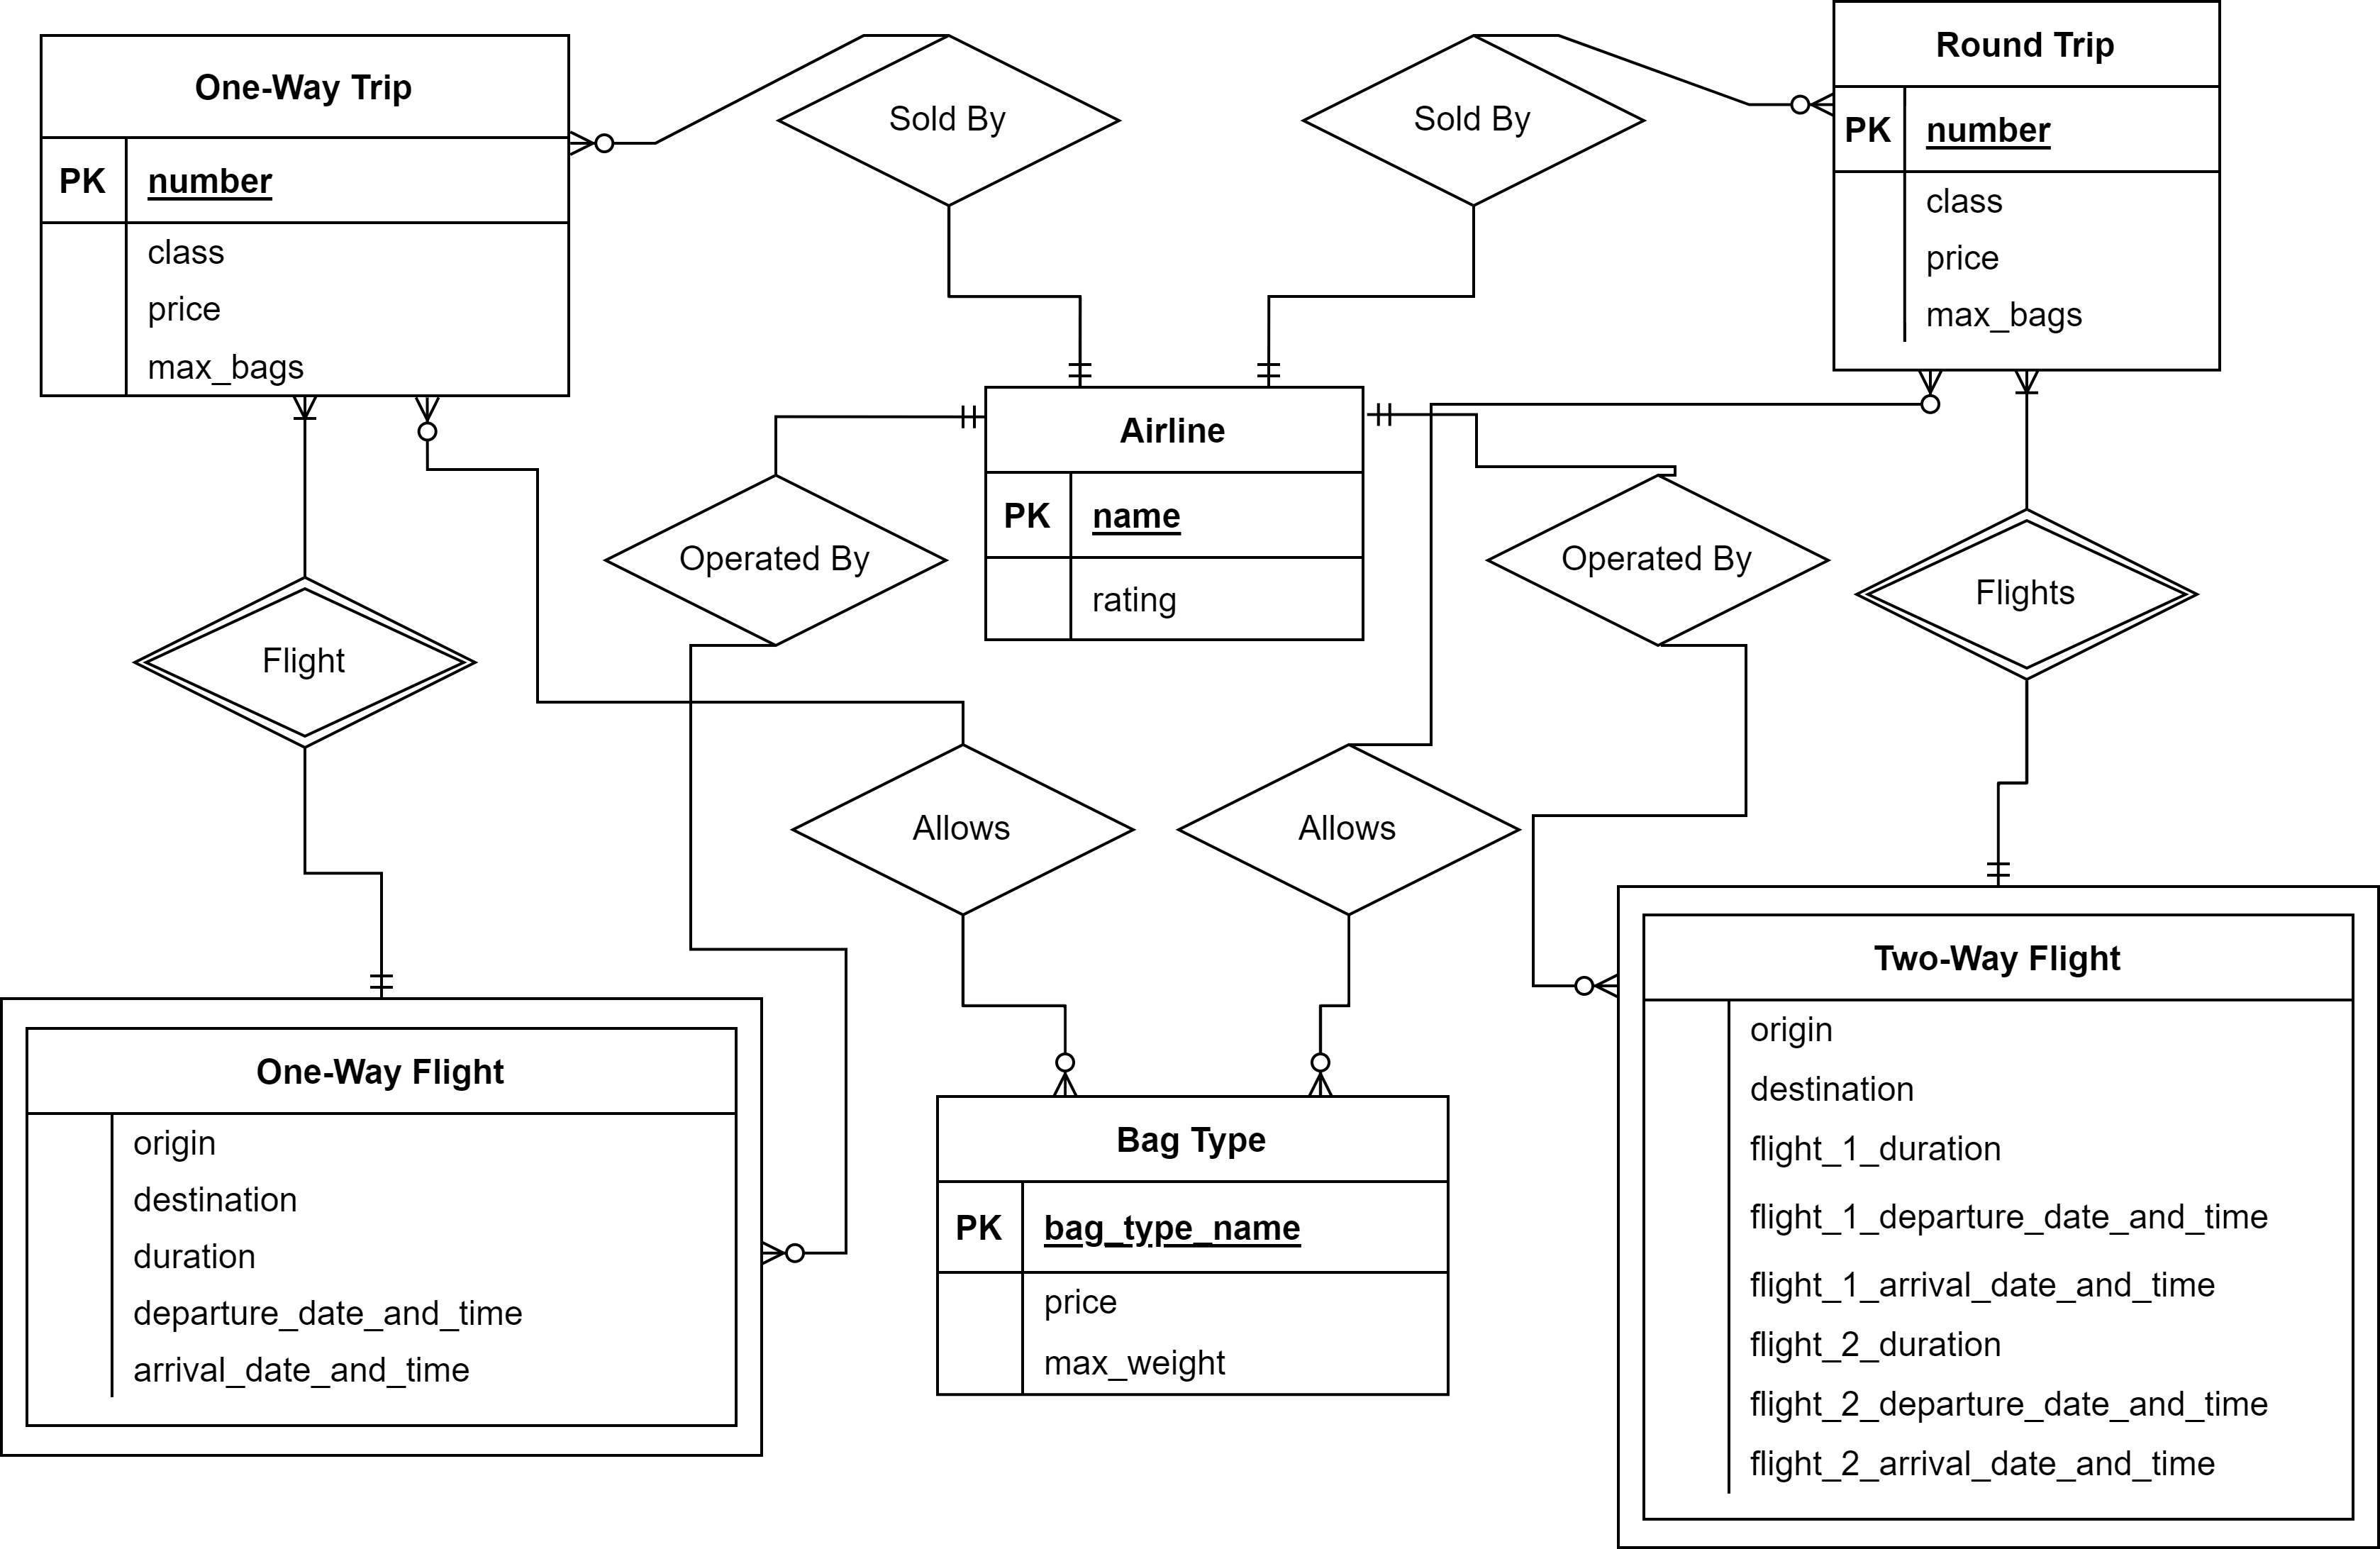 One-Way Trip
PK number
class
price
max_bags
Sold By
Sold By
Round Trip
PK number
class
price
max_bags
Airline
PK name
rating
Operated By
Operated By
Flight
Flights
Allows
Allows
One-Way Flight
origin
destination
duration
departure_date_and_time
arrival_date_and_time
Bag Type
PK bag_type_name
price
max_weight
Two-Way Flight
origin
destination
flight_1_duration
flight_1_departure_date_and_time
flight_1_arrival_date_and_time
flight_2_duration
flight_2_departure_date_and_time
flight_2_arrival_date_and_time